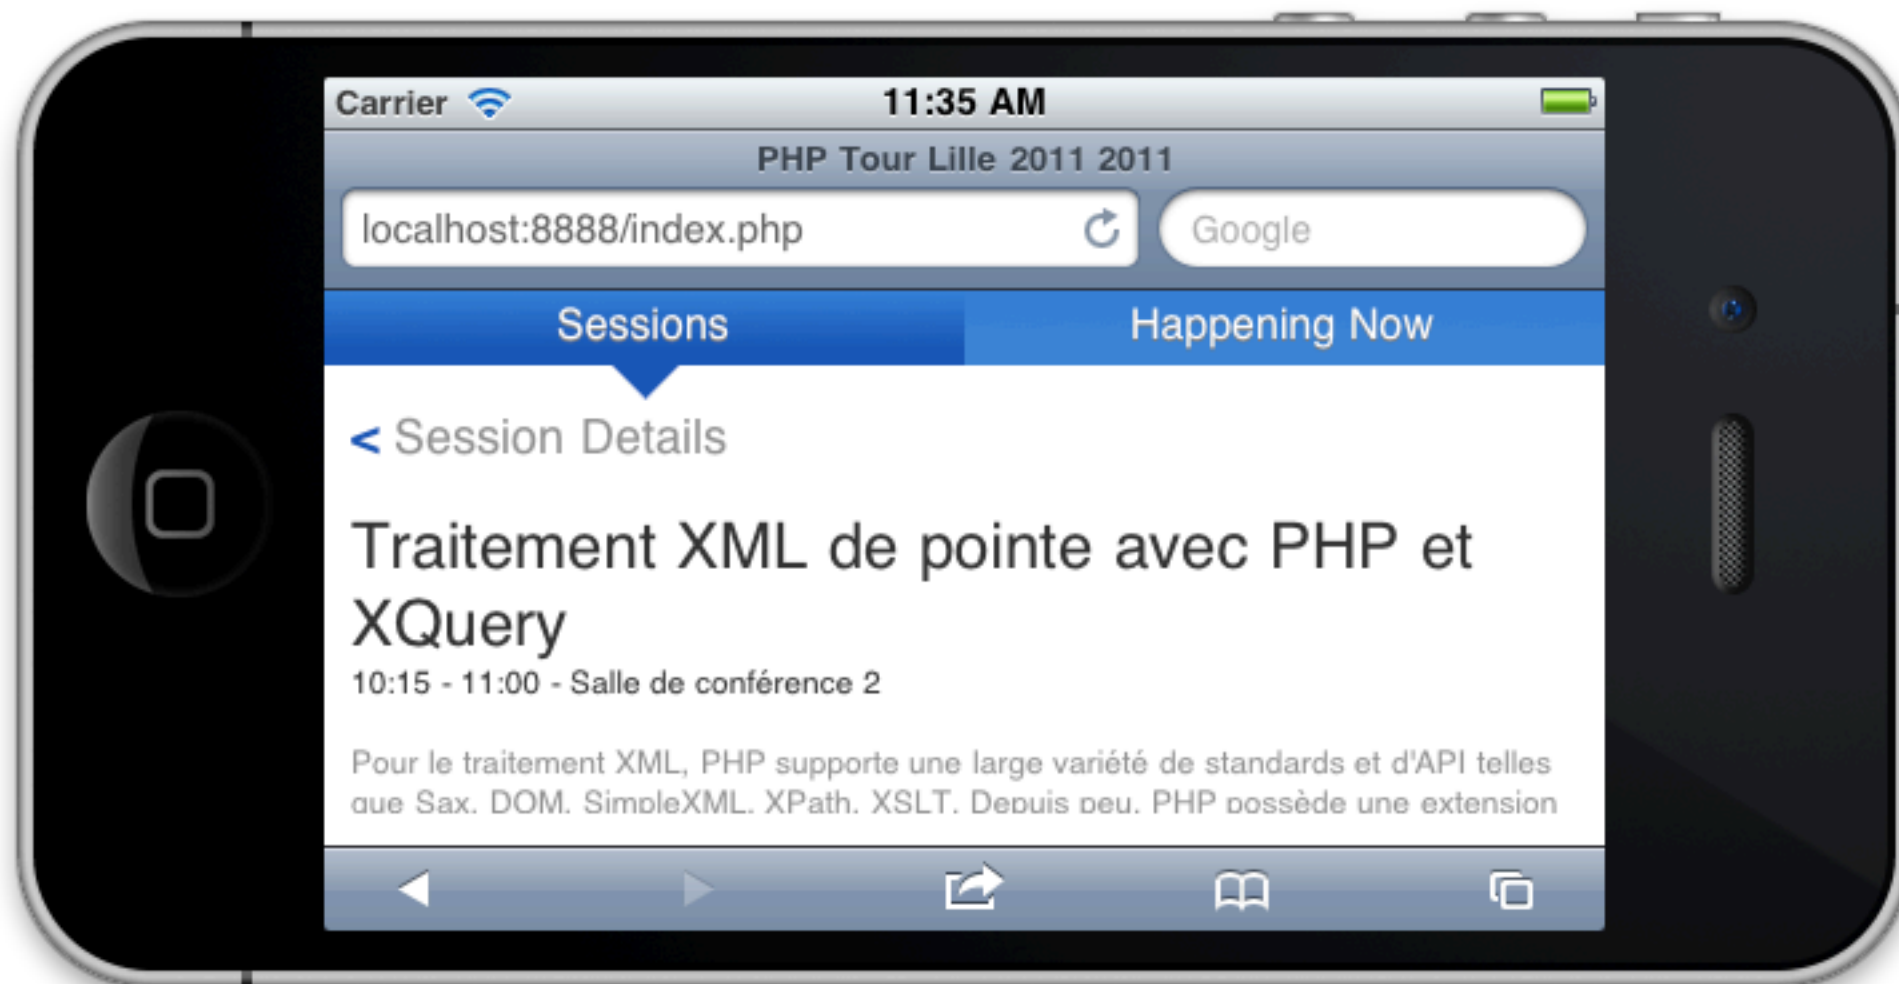 Carrier 11:35 AM
PHP Tour Lille 2011 2011
localhost:8888/index.php Google
Sessions Happening Now
< Session Details
Traitement XML de pointe avec PHP et
XQuery
10:15 - 11:00 - Salle de conférence 2
Pour le traitement XML, PHP supporte une large variété de standards et d'API telles
que Sax, DOM, SimpleXML, XPath, XSLT. Depuis peu, PHP possède une extension